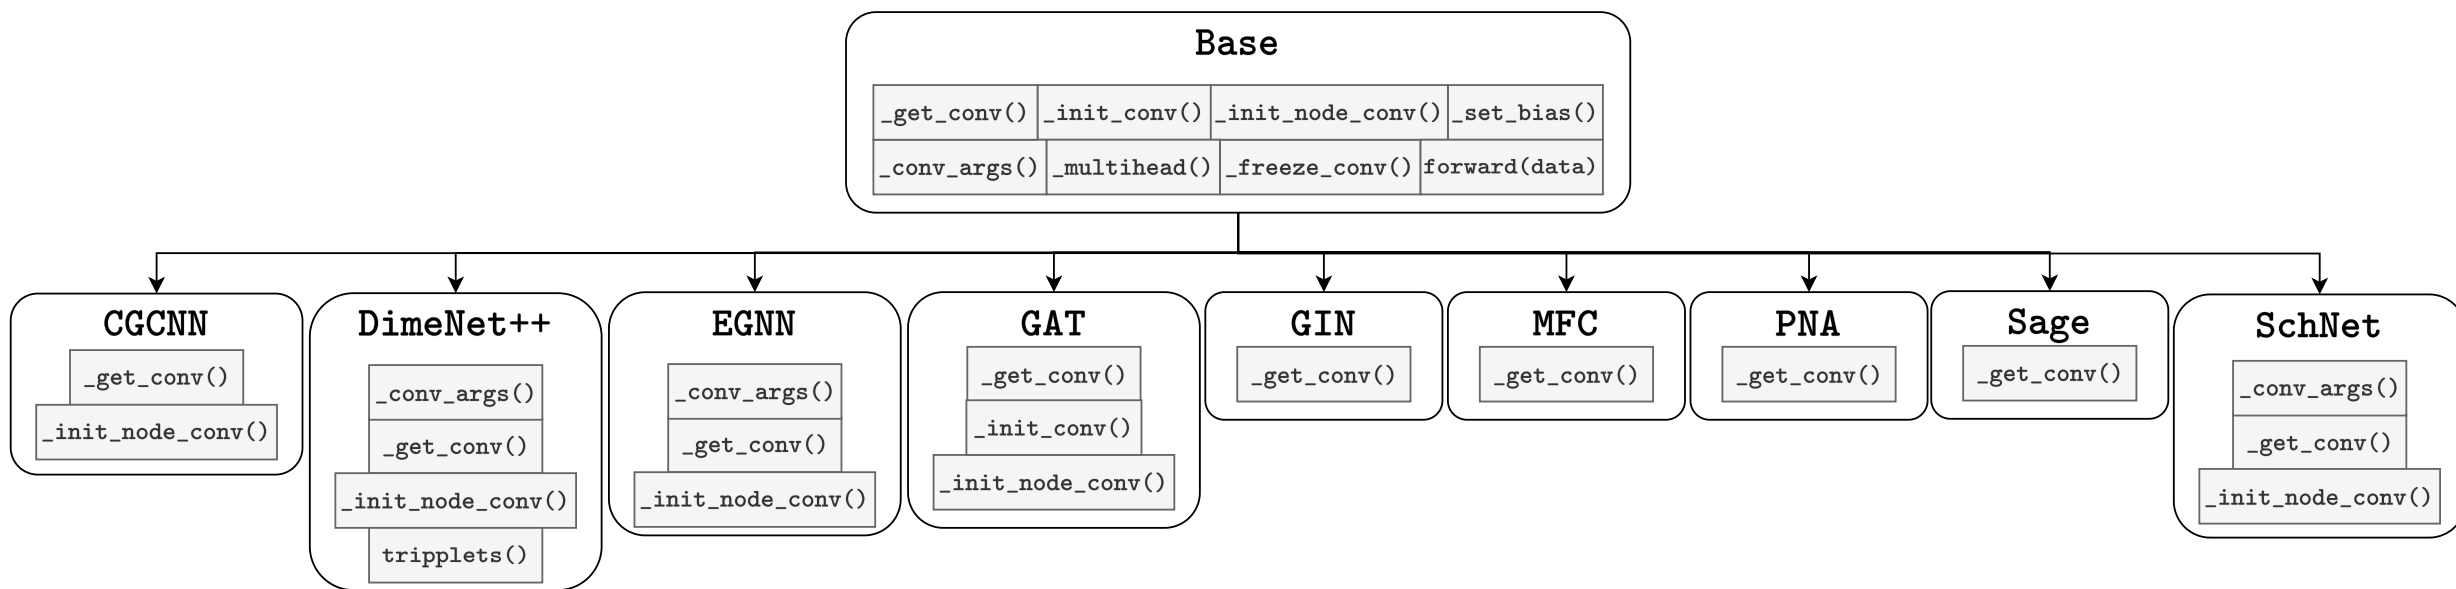 Base
_get_conv() _init_conv() _init_node_conv() _set_bias()
_conv_args() _multihead() _freeze_conv() forward(data)
CGCNN
_get_conv()
_init_node_conv()
DimeNet++
_conv_args()
_get_conv()
_init_node_conv()
tripplets()
EGNN
_conv_args()
_get_conv()
_init_node_conv()
GAT
_get_conv()
_init_conv()
_init_node_conv()
GIN
_get_conv()
MFC
_get_conv()
PNA
_get_conv()
Sage
_get_conv()
SchNet
_conv_args()
_get_conv()
_init_node_conv()